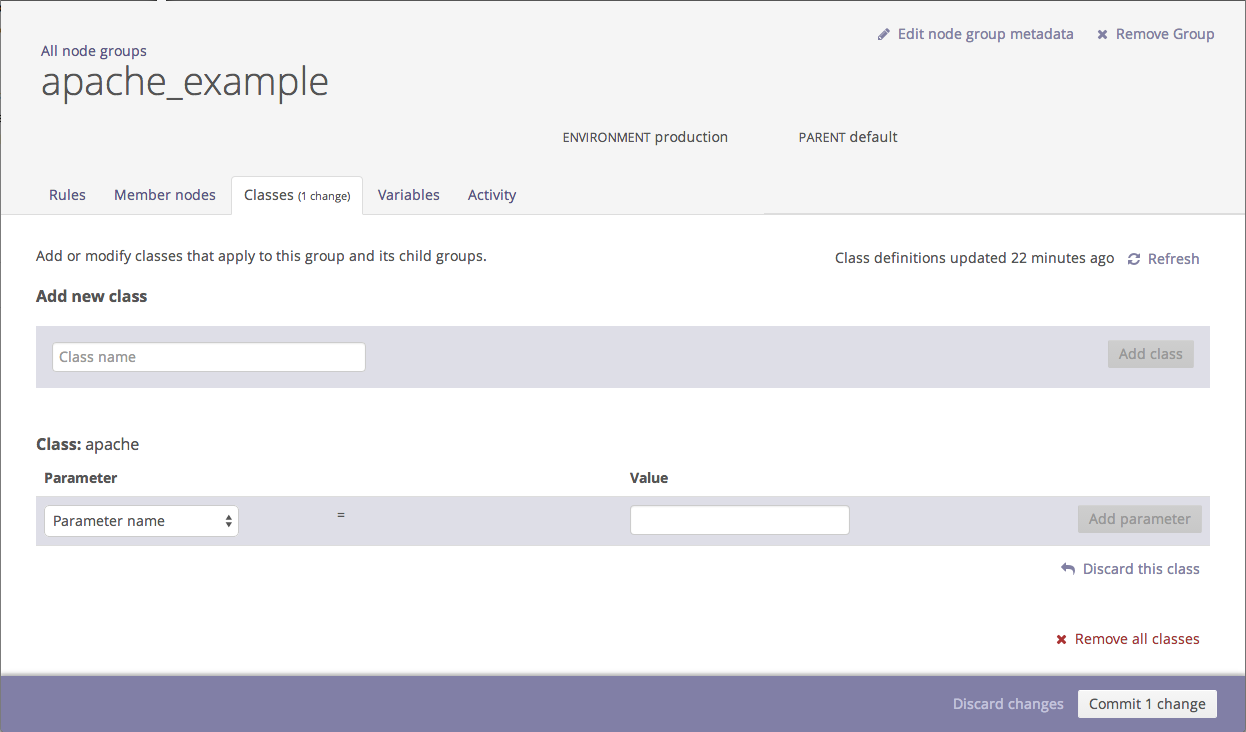 Edit node group metadata
Remove Group
All node groups
apache_example
ENVIRONMENT production
PARENT default
Rules
Member nodes
Classes (1 change)
Variables
Activity
Add or modify classes that apply to this group and its child groups.
Class definitions updated 22 minutes ago
Refresh
Add new class
Class name
Add class
Class: apache
Parameter
Value
Parameter name
=
Add parameter
Discard this class
Remove all classes
Discard changes
Commit 1 change